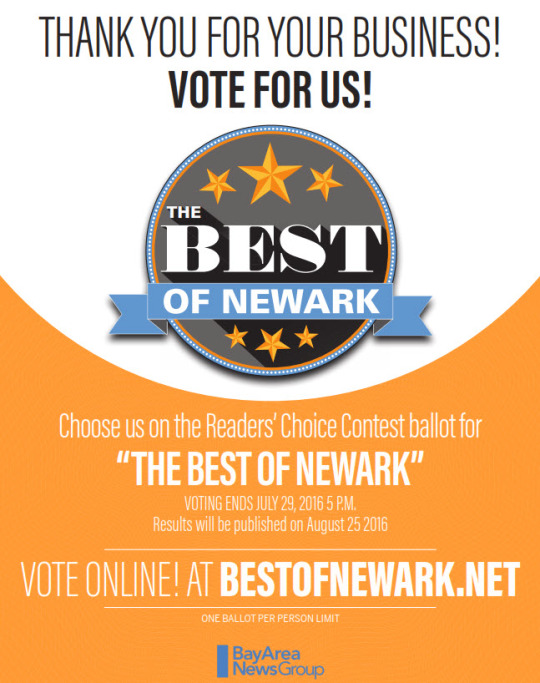 THANK YOU FOR YOUR BUSINESS!
VOTE FOR US!
THE
BEST
OF NEWARK
Choose us on the Readers' Choice Contest ballot for
“THE BEST OF NEWARK”
VOTING ENDS JULY 29, 2016 5 P.M.
Results will be published on August 25 2016
VOTE ONLINE! AT BESTOFNEWARK.NET
ONE BALLOT PER PERSON LIMIT
BayArea
NewsGroup